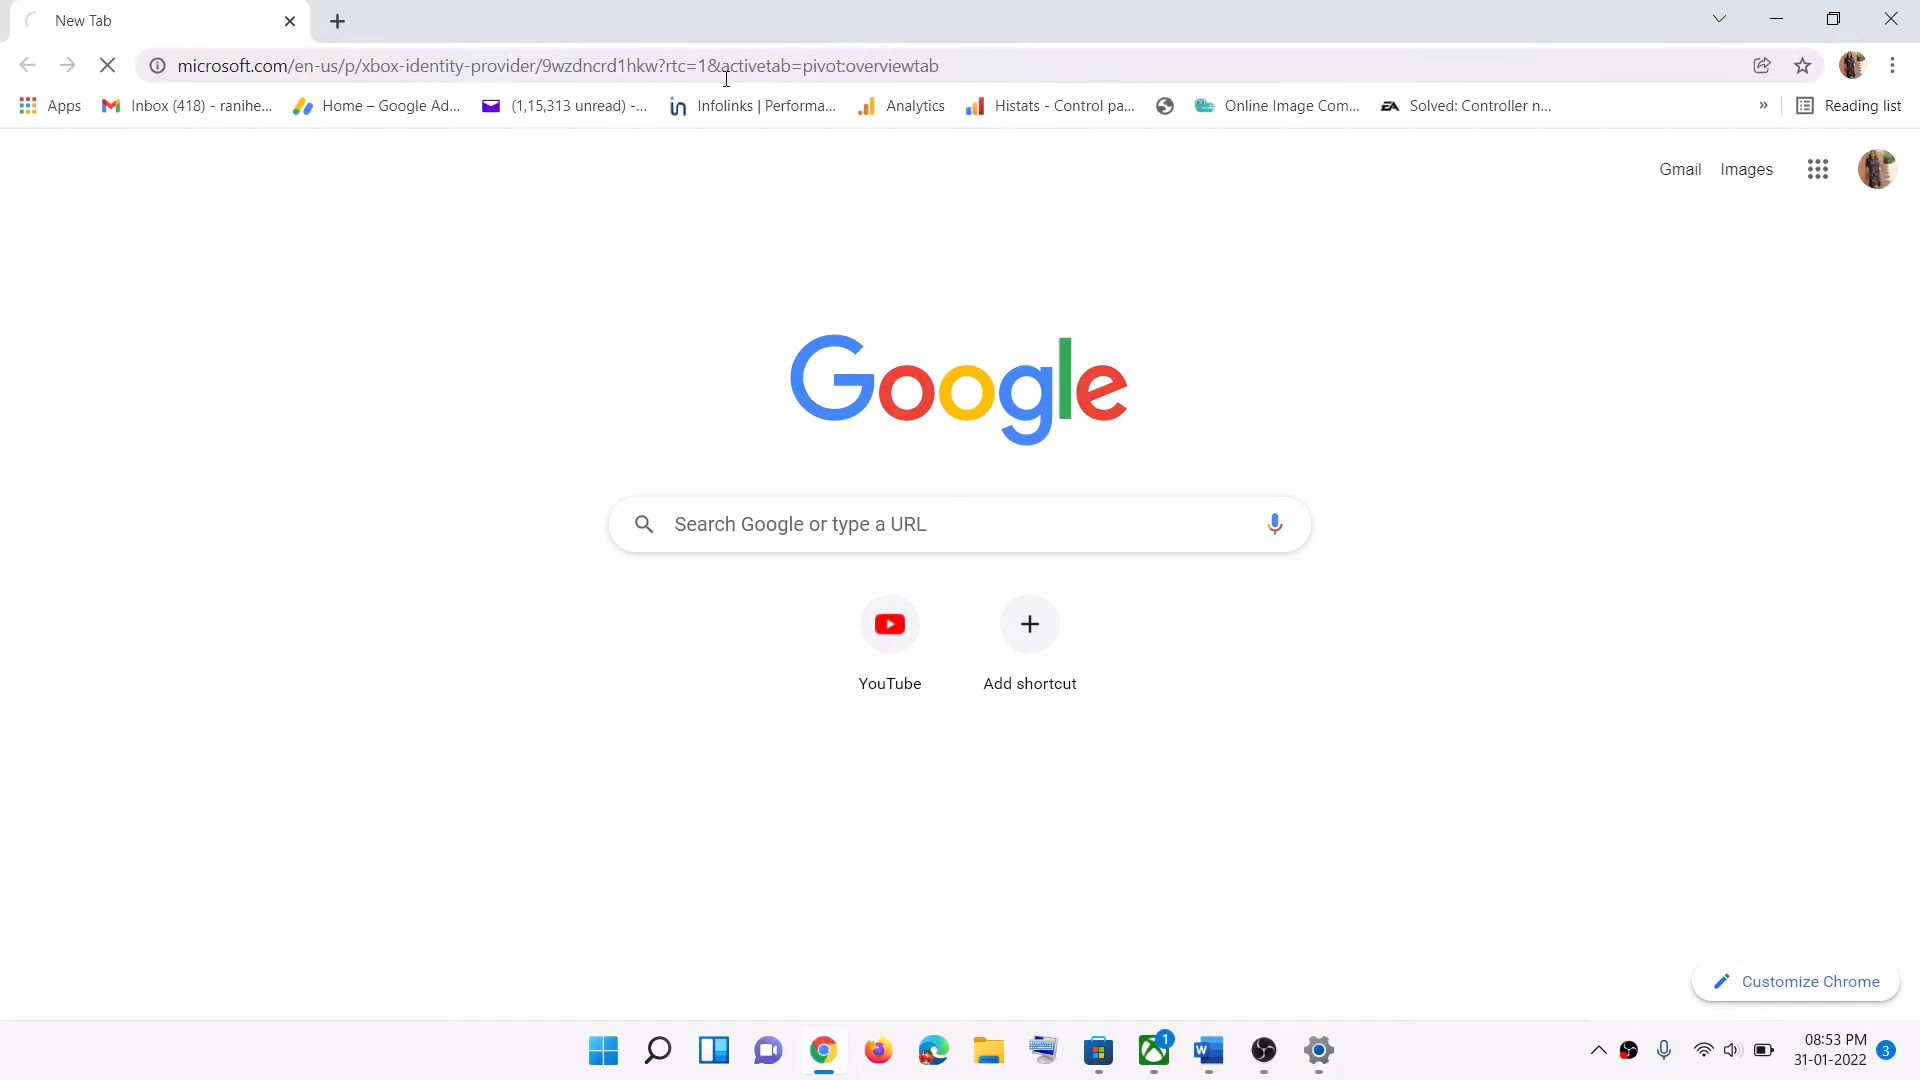 New Tab
microsoft.com/en-us/p/xbox-identity-provider/9wzdncrd1hkw?rtc=1&activetab=pivot:overviewtab
Apps
Inbox (418) - ranihe...
Home – Google Ad...
(1,15,313 unread) -...
Infolinks | Performa...
Analytics
Histats - Control pa...
Online Image Com...
Solved: Controller n...
»
Reading list
Gmail
Images
Google
Search Google or type a URL
YouTube
Add shortcut
Customize Chrome
1
08:53 PM
31-01-2022
3